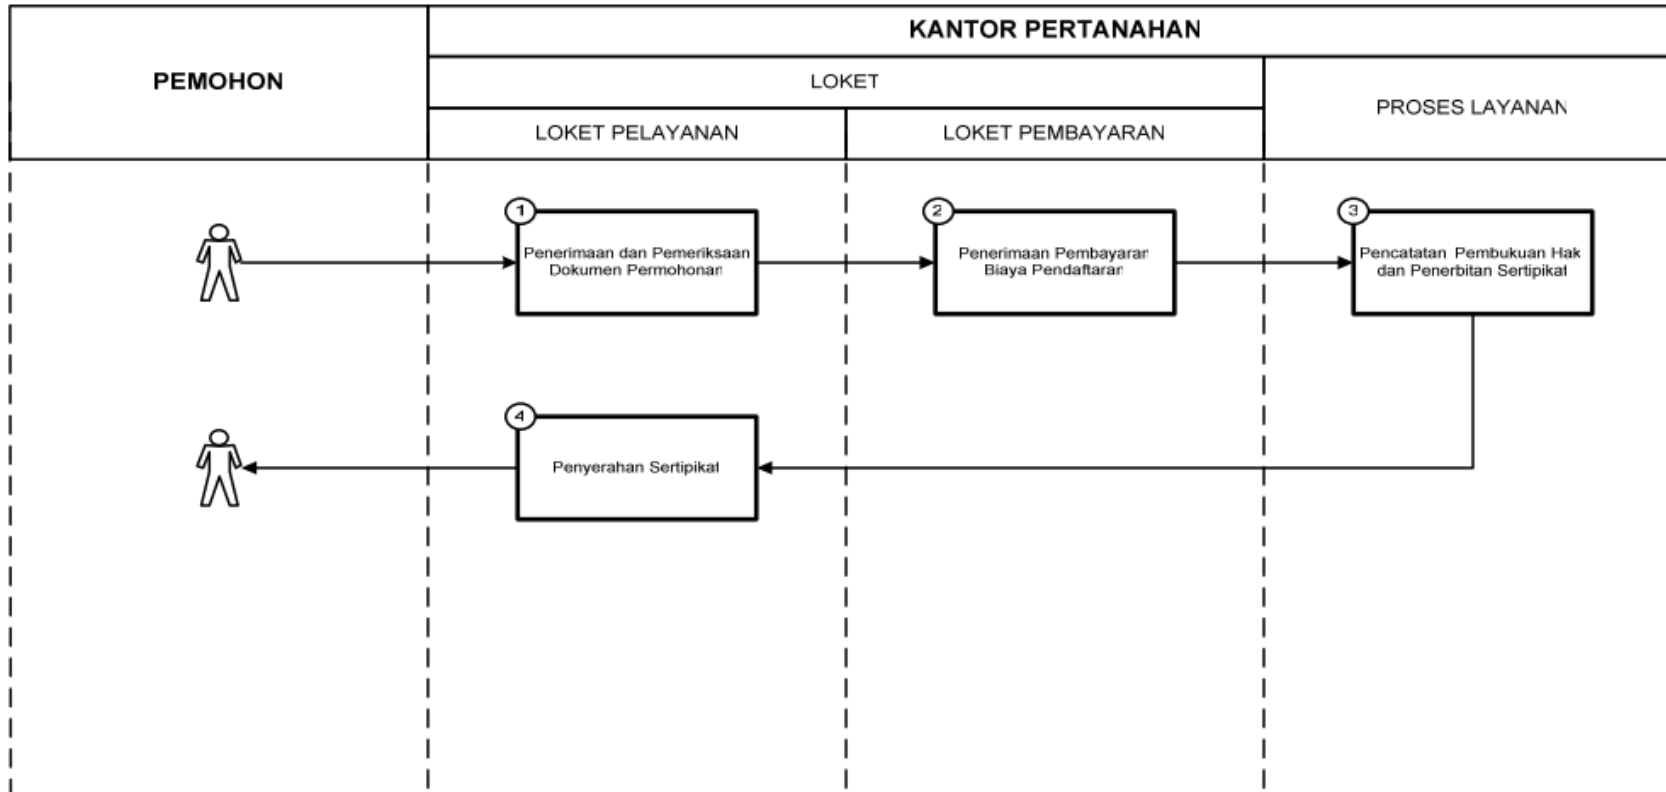 KANTOR PERTANAHAN
PEMOHON
LOKET
PROSES LAYANAN
LOKET PELAYANAN
LOKET PEMBAYARAN
1
Penerimaan dan Pemeriksaan
Dokumen Permohonan
2
Penerimaan Pembayaran
Biaya Pendaftaran
3
Pencatatan Pembukuan Hak
dan Penerbitan Sertipikat
4
Penyerahan Sertipikat